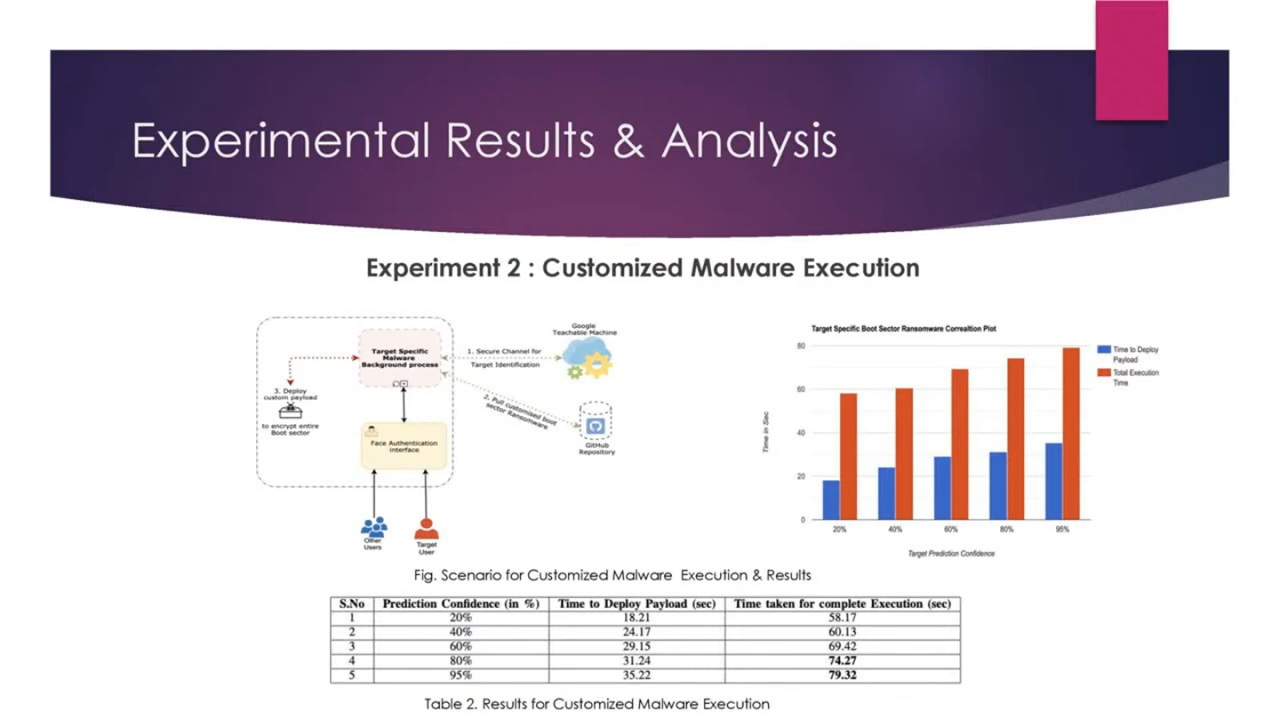 Experimental Results & Analysis
Experiment 2 : Customized Malware Execution
Target Specific
Malware
Background process
1. Secure Channel for
Target Identification
Google
Teachable Machine
2. Pull customised boot
sector Ransomware
GitHub
Repository
3. Deploy
custom payload
to encrypt entire
Boot sector
Face Authentication
interface
Other
Users
Target
User
Target Specific Boot Sector Ransomware Correaltion Plot
Time in Sec
80
60
40
20
0
20%
40%
60%
80%
95%
Target Prediction Confidence
Time to Deploy
Payload
Total Execution
Time
Fig. Scenario for Customized Malware Execution & Results
S.No Prediction Confidence (in %) Time to Deploy Payload (sec) Time taken for complete Execution (sec)
1 20% 18.21 58.17
2 40% 24.17 60.13
3 60% 29.15 69.42
4 80% 31.24 74.27
5 95% 35.22 79.32
Table 2. Results for Customized Malware Execution